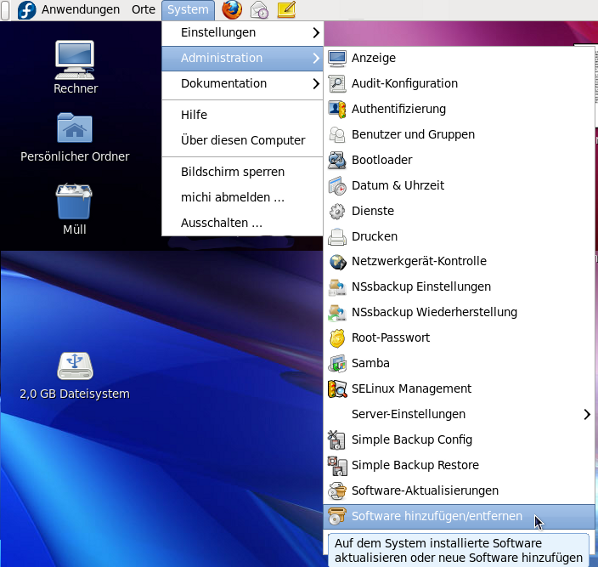 Anwendungen Orte System
Einstellungen
Administration
Dokumentation
Hilfe
Über diesen Computer
Bildschirm sperren
michi abmelden ...
Ausschalten ...
Rechner
Persönlicher Ordner
Müll
2,0 GB Dateisystem
Anzeige
Audit-Konfiguration
Authentifizierung
Benutzer und Gruppen
Bootloader
Datum & Uhrzeit
Dienste
Drucken
Netzwerkgerät-Kontrolle
NSsbackup Einstellungen
NSsbackup Wiederherstellung
Root-Passwort
Samba
SELinux Management
Server-Einstellungen
Simple Backup Config
Simple Backup Restore
Software-Aktualisierungen
Software hinzufügen/entfernen
Auf dem System installierte Software
aktualisieren oder neue Software hinzufügen